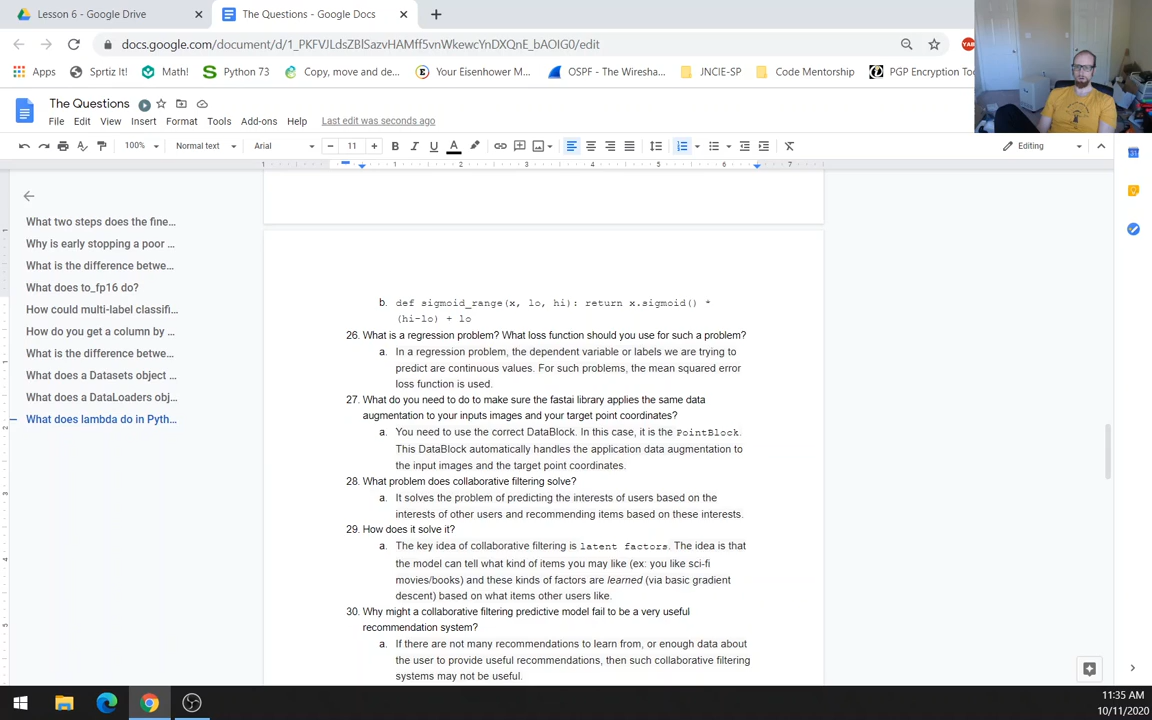 Lesson 6 - Google Drive
The Questions - Google Docs
docs.google.com/document/d/1_PKFVJLdsZBlSazvHAMff5vnWkewcYnDXQnE_bAOIG0/edit
Apps
Sprtiz It!
Math!
Python 73
Copy, move and de...
Your Eisenhower M...
OSPF - The Wiresha...
JNCIE-SP
Code Mentorship
PGP Encryption
The Questions
File Edit View Insert Format Tools Add-ons Help Last edit was seconds ago
100% Normal text Arial 11 Editing
What two steps does the fine...
Why is early stopping a poor ...
What is the difference betwe...
What does to_fp16 do?
How could multi-label classifi...
How do you get a column by ...
What is the difference betwe...
What does a Datasets object ...
What does a DataLoaders obj...
What does lambda do in Pyth...
b. def sigmoid_range(x, lo, hi): return x.sigmoid() *
(hi-lo) + lo
26. What is a regression problem? What loss function should you use for such a problem?
a. In a regression problem, the dependent variable or labels we are trying to
predict are continuous values. For such problems, the mean squared error
loss function is used.
27. What do you need to do to make sure the fastai library applies the same data
augmentation to your inputs images and your target point coordinates?
a. You need to use the correct DataBlock. In this case, it is the PointBlock.
This DataBlock automatically handles the application data augmentation to
the input images and the target point coordinates.
28. What problem does collaborative filtering solve?
a. It solves the problem of predicting the interests of users based on the
interests of other users and recommending items based on these interests.
29. How does it solve it?
a. The key idea of collaborative filtering is latent factors. The idea is that
the model can tell what kind of items you may like (ex: you like sci-fi
movies/books) and these kinds of factors are learned (via basic gradient
descent) based on what items other users like.
30. Why might a collaborative filtering predictive model fail to be a very useful
recommendation system?
a. If there are not many recommendations to learn from, or enough data about
the user to provide useful recommendations, then such collaborative filtering
systems may not be useful.
11:35 AM
10/11/2020